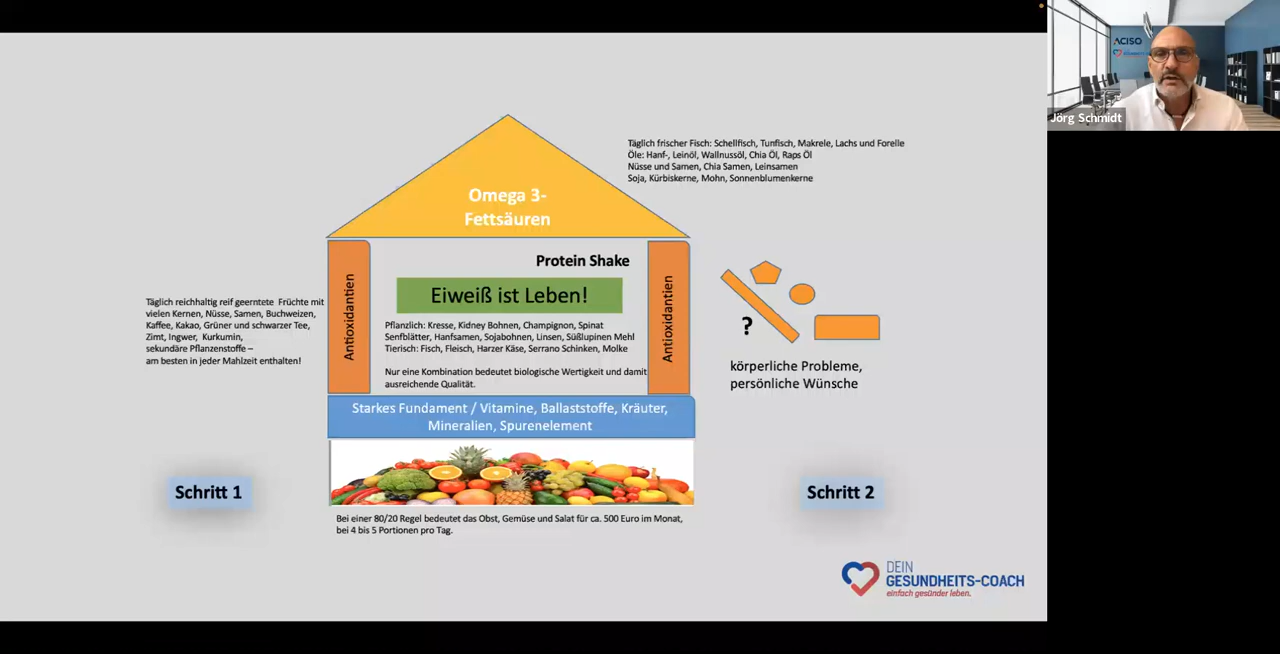 ACISO
Jörg Schmidt
Täglich frischer Fisch: Schellfisch, Tunfisch, Makrele, Lachs und Forelle
Öle: Hanf-, Leinöl, Wallnussöl, Chia Öl, Raps Öl
Nüsse und Samen, Chia Samen, Leinsamen
Soja, Kürbiskerne, Mohn, Sonnenblumenkerne
Omega 3-
Fettsäuren
Antioxidantien
Protein Shake
Eiweiß ist Leben!
Pflanzlich: Kresse, Kidney Bohnen, Champignon, Spinat
Senfblätter, Hanfsamen, Sojabohnen, Linsen, Süßlupinen Mehl
Tierisch: Fisch, Fleisch, Harzer Käse, Serrano Schinken, Molke
Nur eine Kombination bedeutet biologische Wertigkeit und damit
ausreichende Qualität.
Antioxidantien
Täglich reichhaltig reif geerntete Früchte mit
vielen Kernen, Nüsse, Samen, Buchweizen,
Kaffee, Kakao, Grüner und schwarzer Tee,
Zimt, Ingwer, Kurkumin,
sekundäre Pflanzenstoffe –
am besten in jeder Mahlzeit enthalten!
?
körperliche Probleme,
persönliche Wünsche
Starkes Fundament / Vitamine, Ballaststoffe, Kräuter,
Mineralien, Spurenelement
Schritt 1
Schritt 2
Bei einer 80/20 Regel bedeutet das Obst, Gemüse und Salat für ca. 500 Euro im Monat,
bei 4 bis 5 Portionen pro Tag.
DEIN
GESUNDHEITS-COACH
einfach gesünder leben.